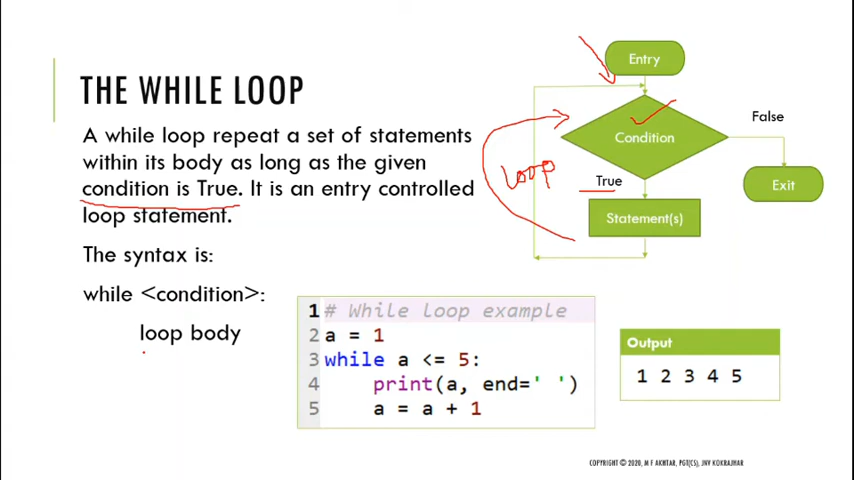 THE WHILE LOOP
A while loop repeat a set of statements
within its body as long as the given
condition is True. It is an entry controlled
loop statement.
The syntax is:
while <condition>:
loop body
Entry
Condition
False
True
Exit
Statement(s)
loop
1 # While loop example
2 a = 1
3 while a <= 5:
4     print(a, end=' ')
5     a = a + 1
Output
1 2 3 4 5
COPYRIGHT © 2020, M F AKHTAR, PGT(CS), JNV KOKRAJHAR